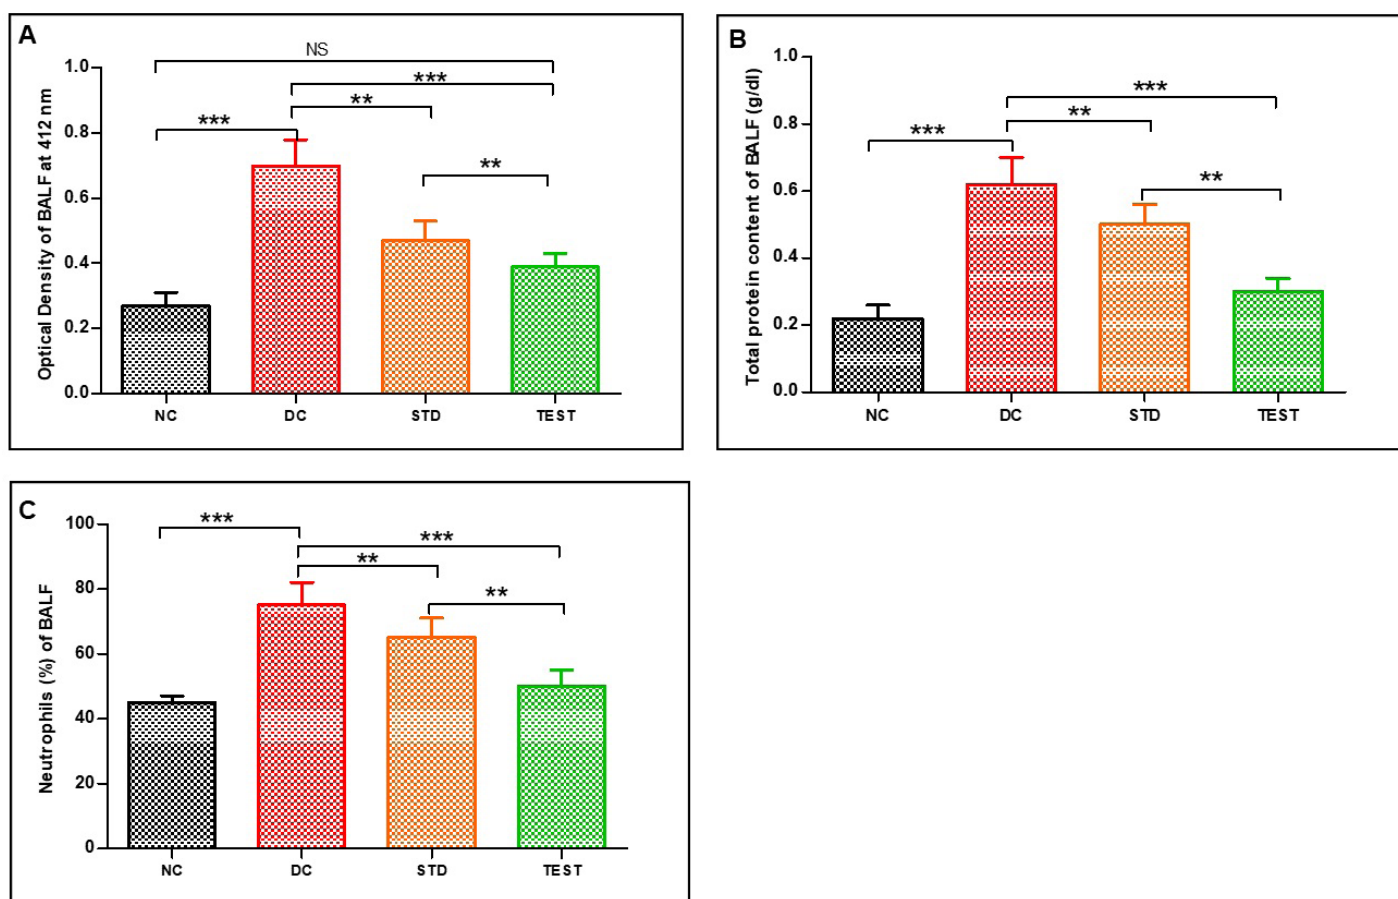 A
NS
***
**
***
**
Optical Density of BALF at 412 nm
1.0
0.8
0.6
0.4
0.2
0.0
NC
DC
STD
TEST
B
***
**
***
**
Total protein content of BALF (g/dl)
1.0
0.8
0.6
0.4
0.2
0.0
NC
DC
STD
TEST
C
***
***
**
**
Neutrophils (%) of BALF
100
80
60
40
20
0
NC
DC
STD
TEST